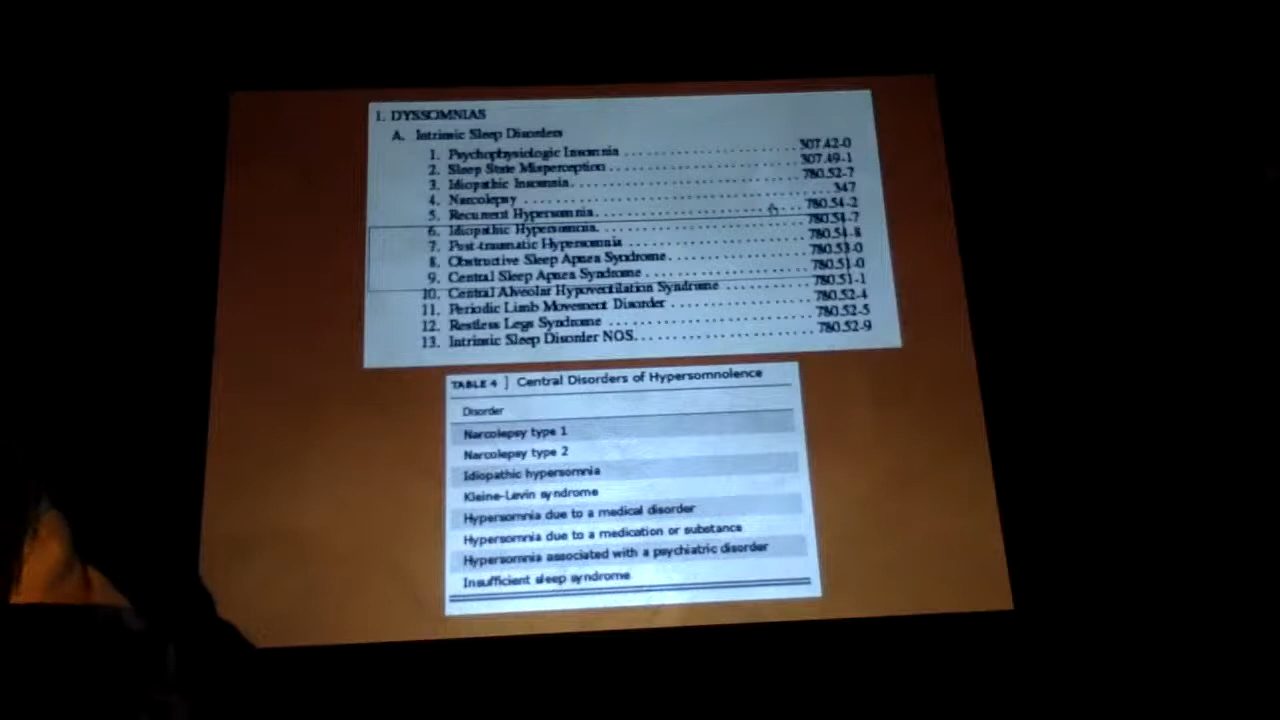 1. DYSSOMNIAS
A. Intrinsic Sleep Disorders
1. Psychophysiologic Insomnia . . . . . . . . . . . . . . . . . . . . . . . . 307.42-0
2. Sleep State Misperception . . . . . . . . . . . . . . . . . . . . . . . . . . 307.49-1
3. Idiopathic Insomnia. . . . . . . . . . . . . . . . . . . . . . . . . . . . . . 780.52-7
4. Narcolepsy . . . . . . . . . . . . . . . . . . . . . . . . . . . . . . . . . . . . . . 347
5. Recurrent Hypersomnia. . . . . . . . . . . . . . . . . . . . . . . . . . . 780.54-2
6. Idiopathic Hypersomnia. . . . . . . . . . . . . . . . . . . . . . . . . . . 780.54-7
7. Post-traumatic Hypersomnia . . . . . . . . . . . . . . . . . . . . . . . 780.54-8
8. Obstructive Sleep Apnea Syndrome. . . . . . . . . . . . . . . . . . . 780.53-0
9. Central Sleep Apnea Syndrome . . . . . . . . . . . . . . . . . . . . . . 780.51-0
10. Central Alveolar Hypoventilation Syndrome . . . . . . . . . . . . 780.51-1
11. Periodic Limb Movement Disorder . . . . . . . . . . . . . . . . . . . 780.52-4
12. Restless Legs Syndrome . . . . . . . . . . . . . . . . . . . . . . . . . . . 780.52-5
13. Intrinsic Sleep Disorder NOS. . . . . . . . . . . . . . . . . . . . . . . . 780.52-9
TABLE 4 ] Central Disorders of Hypersomnolence
Disorder
Narcolepsy type 1
Narcolepsy type 2
Idiopathic hypersomnia
Kleine-Levin syndrome
Hypersomnia due to a medical disorder
Hypersomnia due to a medication or substance
Hypersomnia associated with a psychiatric disorder
Insufficient sleep syndrome